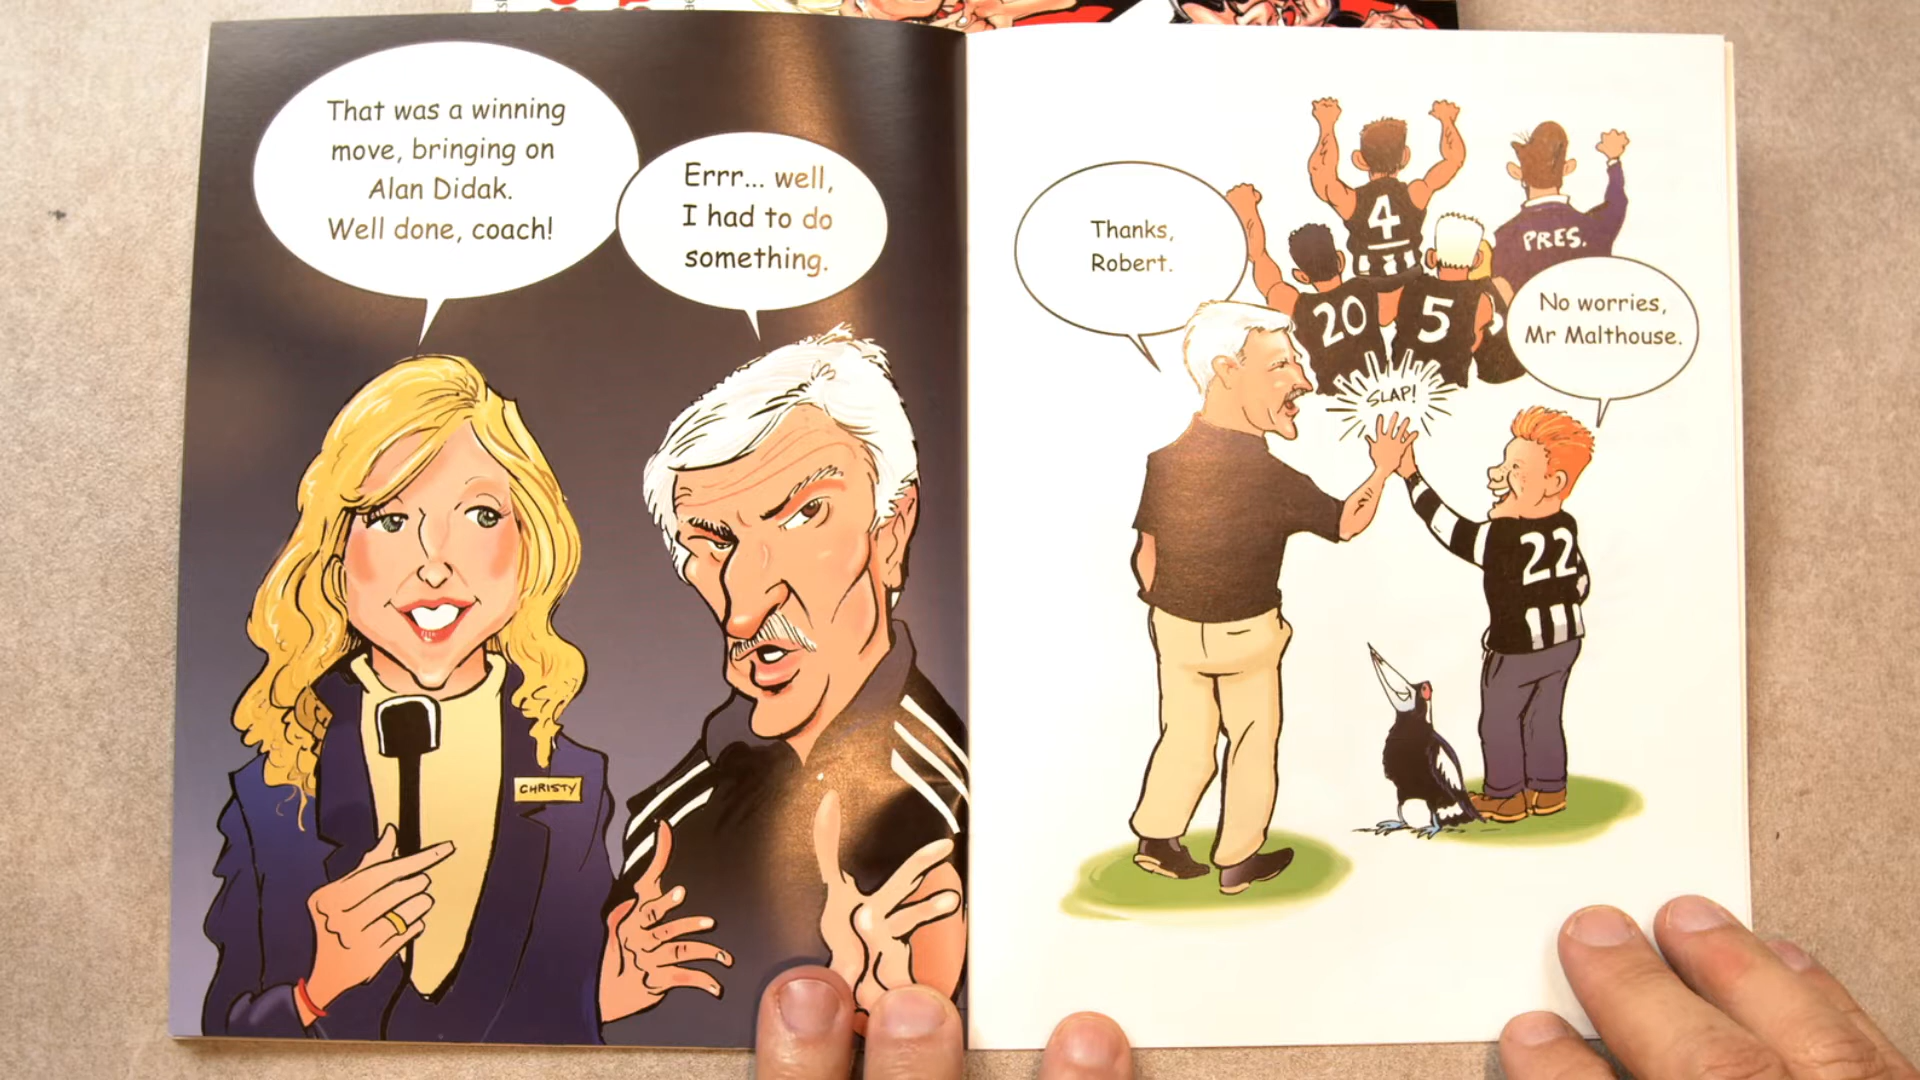 That was a winning
move, bringing on
Alan Didak.
Well done, coach!
Errr... well,
I had to do
something.
CHRISTY
Thanks,
Robert.
4
PRES.
20
5
No worries,
Mr Malthouse.
SLAP!
22